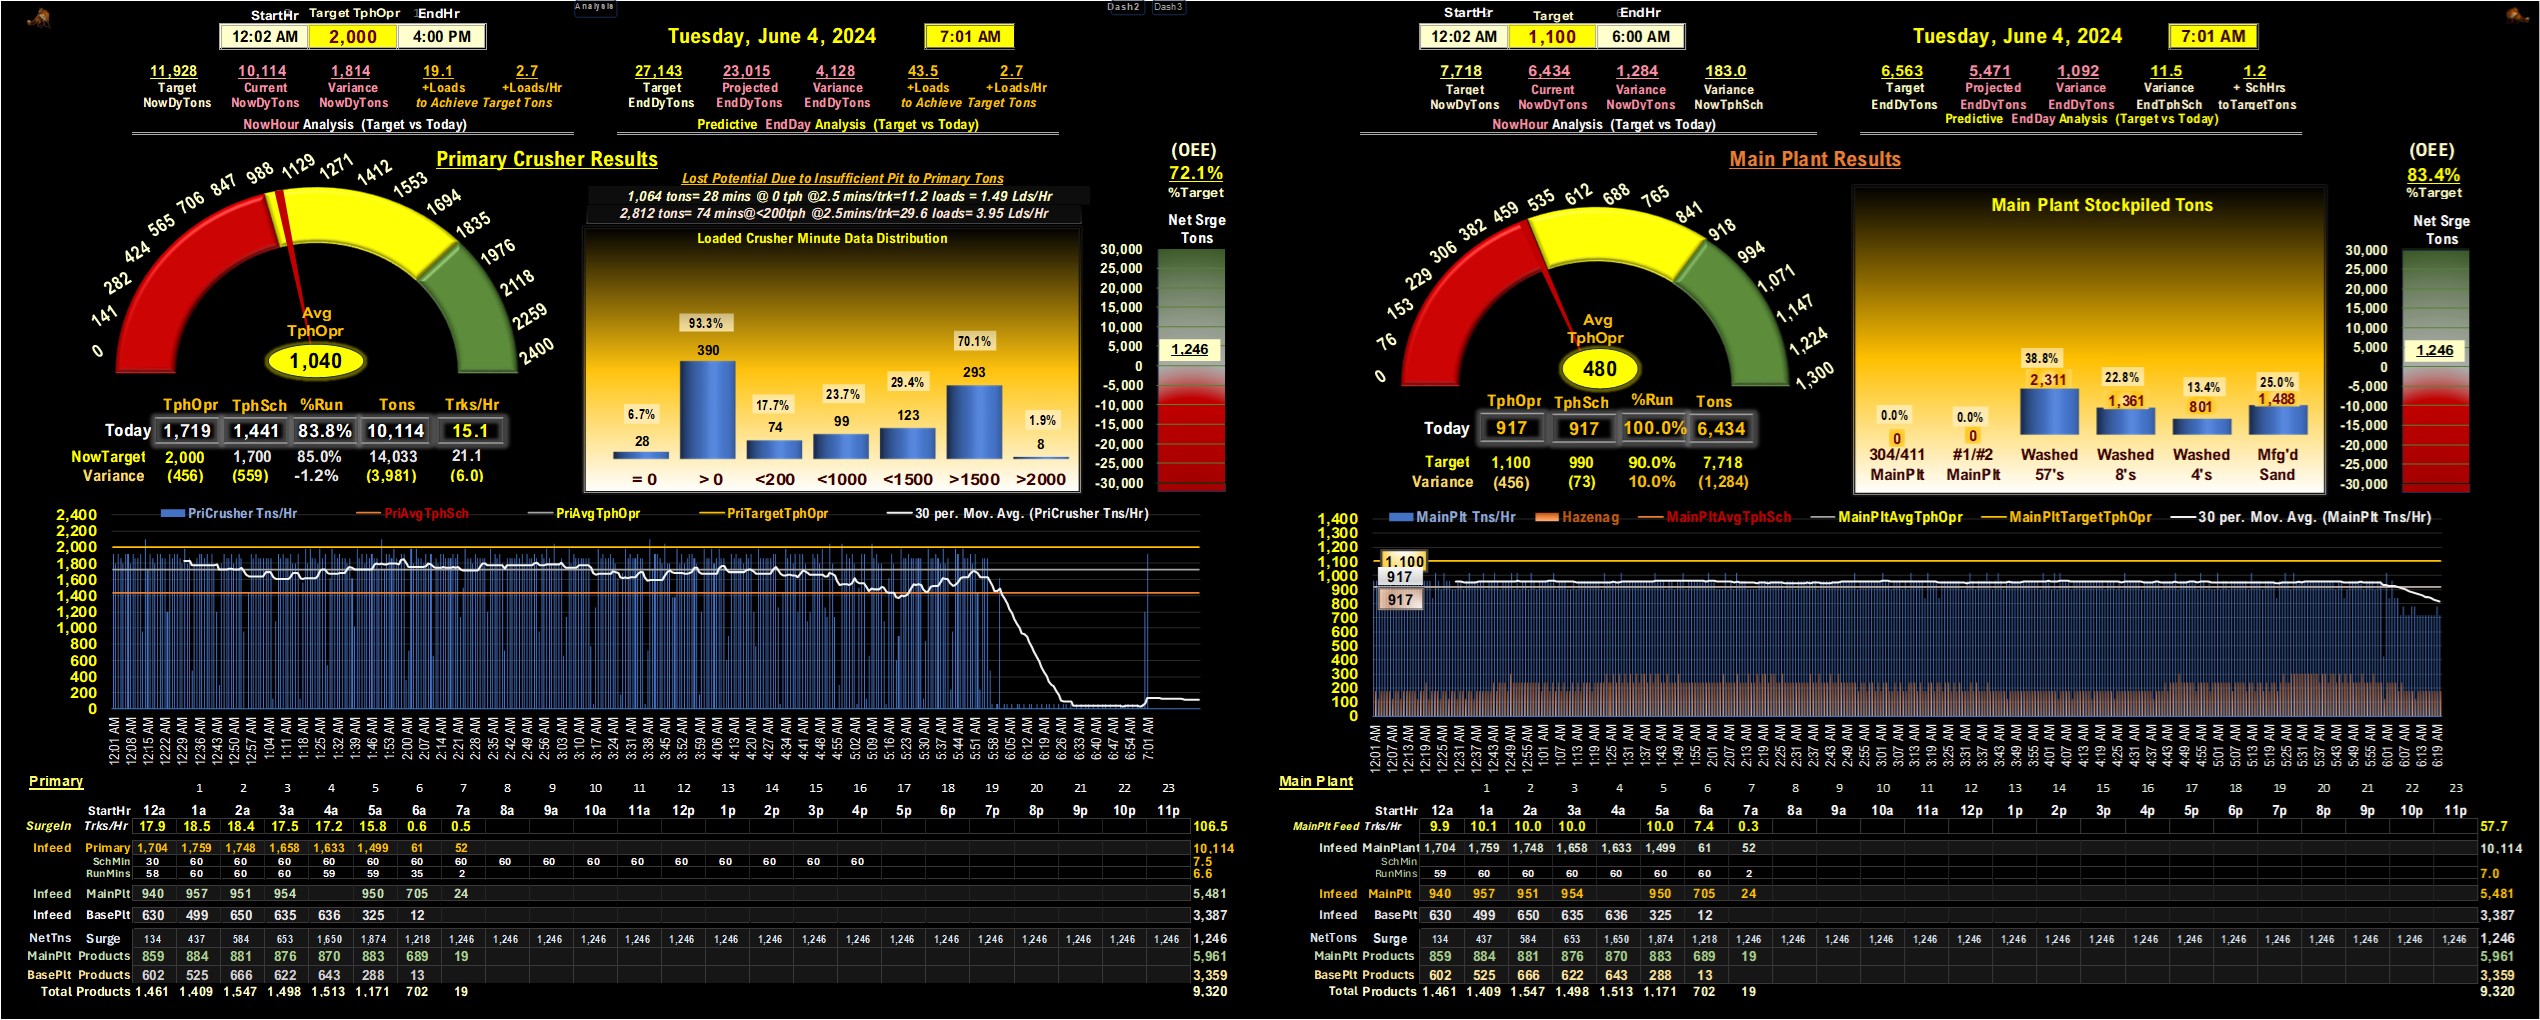 Analysis
Dash2 Dash3
StartHr Target TphOpr EndHr
12:02 AM 2,000 4:00 PM
Tuesday, June 4, 2024 7:01 AM
11,928 10,114 1,814 19.1 2.7
Target Current Variance +Loads +Loads/Hr
NowDyTons NowDyTons NowDyTons to Achieve Target Tons
NowHour Analysis (Target vs Today)
27,143 23,015 4,128 43.5 2.7
Target Projected Variance +Loads +Loads/Hr
EndDyTons EndDyTons EndDyTons to Achieve Target Tons
Predictive EndDay Analysis (Target vs Today)
Primary Crusher Results
(OEE)
72.1%
%Target
Lost Potential Due to Insufficient Pit to Primary Tons
1,064 tons= 28 mins @ 0 tph @2.5 mins/trk=11.2 loads = 1.49 Lds/Hr
2,812 tons= 74 mins@<200tph @2.5mins/trk=29.6 loads= 3.95 Lds/Hr
0 141 282 424 565 706 847 988 1129 1271 1412 1553 1694 1835 1976 2118 2259 2400
Avg
TphOpr
1,040
Loaded Crusher Minute Data Distribution
6.7% 93.3% 17.7% 23.7% 29.4% 70.1% 1.9%
28 390 74 99 123 293 8
= 0 > 0 <200 <1000 <1500 >1500 >2000
Net Srge
Tons
30,000
25,000
20,000
15,000
10,000
5,000
0
-5,000
-10,000
-15,000
-20,000
-25,000
-30,000
1,246
TphOpr TphSch %Run Tons Trks/Hr
Today 1,719 1,441 83.8% 10,114 15.1
NowTarget 2,000 1,700 85.0% 14,033 21.1
Variance (456) (559) -1.2% (3,981) (6.0)
PriCrusher Tns/Hr PriAvgTphSch PriAvgTphOpr PriTargetTphOpr 30 per. Mov. Avg. (PriCrusher Tns/Hr)
2,400
2,200
2,000
1,800
1,600
1,400
1,200
1,000
800
600
400
200
0
12:01 AM 12:08 AM 12:15 AM 12:22 AM 12:29 AM 12:36 AM 12:43 AM 12:50 AM 12:57 AM 1:04 AM 1:11 AM 1:18 AM 1:25 AM 1:32 AM 1:39 AM 1:46 AM 1:53 AM 2:00 AM 2:07 AM 2:14 AM 2:21 AM 2:28 AM 2:35 AM 2:42 AM 2:49 AM 2:56 AM 3:03 AM 3:10 AM 3:17 AM 3:24 AM 3:31 AM 3:38 AM 3:45 AM 3:52 AM 3:59 AM 4:06 AM 4:13 AM 4:20 AM 4:27 AM 4:34 AM 4:41 AM 4:48 AM 4:55 AM 5:02 AM 5:09 AM 5:16 AM 5:23 AM 5:30 AM 5:37 AM 5:44 AM 5:51 AM 5:58 AM 6:05 AM 6:12 AM 6:19 AM 6:26 AM 6:33 AM 6:40 AM 6:47 AM 6:54 AM 7:01 AM
Primary
1 2 3 4 5 6 7 8 9 10 11 12 13 14 15 16 17 18 19 20 21 22 23
StartHr 12a 1a 2a 3a 4a 5a 6a 7a 8a 9a 10a 11a 12p 1p 2p 3p 4p 5p 6p 7p 8p 9p 10p 11p
SurgeIn Trks/Hr 17.9 18.5 18.4 17.5 17.2 15.8 0.6 0.5 106.5
Infeed Primary 1,704 1,759 1,748 1,658 1,633 1,499 61 52 10,114
SchMin 30 60 60 60 60 60 60 60 60 60 60 60 60 60 60 60 60 7.5
RunMins 58 60 60 60 59 59 35 2 6.6
Infeed MainPlt 940 957 951 954 950 705 24 5,481
Infeed BasePlt 630 499 650 635 636 325 12 3,387
NetTns Surge 134 437 584 653 1,650 1,874 1,218 1,246 1,246 1,246 1,246 1,246 1,246 1,246 1,246 1,246 1,246 1,246 1,246 1,246 1,246 1,246 1,246 1,246 1,246
MainPlt Products 859 884 881 876 870 883 689 19 5,961
BasePlt Products 602 525 666 622 643 288 13 3,359
Total Products 1,461 1,409 1,547 1,498 1,513 1,171 702 19 9,320
StartHr Target EndHr
12:02 AM 1,100 6:00 AM
Tuesday, June 4, 2024 7:01 AM
7,718 6,434 1,284 183.0
Target Current Variance Variance
NowDyTons NowDyTons NowDyTons NowTphSch
NowHour Analysis (Target vs Today)
6,563 5,471 1,092 11.5 1.2
Target Projected Variance Variance + SchHrs
EndDyTons EndDyTons EndDyTons EndTphSch toTargetTons
Predictive EndDay Analysis (Target vs Today)
Main Plant Results
(OEE)
83.4%
%Target
0 76 153 229 306 382 459 535 612 688 765 841 918 994 1,071 1,147 1,224 1,300
Avg
TphOpr
480
Main Plant Stockpiled Tons
0.0% 0.0% 38.8% 22.8% 13.4% 25.0%
0 0 2,311 1,361 801 1,488
304/411 #1/#2 Washed Washed Washed Mfg'd
MainPlt MainPlt 57's 8's 4's Sand
Net Srge
Tons
30,000
25,000
20,000
15,000
10,000
5,000
0
-5,000
-10,000
-15,000
-20,000
-25,000
-30,000
1,246
TphOpr TphSch %Run Tons
Today 917 917 100.0% 6,434
Target 1,100 990 90.0% 7,718
Variance (456) (73) 10.0% (1,284)
MainPlt Tns/Hr Hazenag MainPltAvgTphSch MainPltAvgTphOpr MainPltTargetTphOpr 30 per. Mov. Avg. (MainPlt Tns/Hr)
1,400
1,300
1,200
1,100
1,000
900
800
700
600
500
400
300
200
100
0
1,100
917
917
12:01 AM 12:07 AM 12:13 AM 12:19 AM 12:25 AM 12:31 AM 12:37 AM 12:43 AM 12:49 AM 12:55 AM 1:01 AM 1:07 AM 1:13 AM 1:19 AM 1:25 AM 1:31 AM 1:37 AM 1:43 AM 1:49 AM 1:55 AM 2:01 AM 2:07 AM 2:13 AM 2:19 AM 2:25 AM 2:31 AM 2:37 AM 2:43 AM 2:49 AM 2:55 AM 3:01 AM 3:07 AM 3:13 AM 3:19 AM 3:25 AM 3:31 AM 3:37 AM 3:43 AM 3:49 AM 3:55 AM 4:01 AM 4:07 AM 4:13 AM 4:19 AM 4:25 AM 4:31 AM 4:37 AM 4:43 AM 4:49 AM 4:55 AM 5:01 AM 5:07 AM 5:13 AM 5:19 AM 5:25 AM 5:31 AM 5:37 AM 5:43 AM 5:49 AM 5:55 AM 6:01 AM 6:07 AM 6:13 AM 6:19 AM
Main Plant
1 2 3 4 5 6 7 8 9 10 11 12 13 14 15 16 17 18 19 20 21 22 23
StartHr 12a 1a 2a 3a 4a 5a 6a 7a 8a 9a 10a 11a 12p 1p 2p 3p 4p 5p 6p 7p 8p 9p 10p 11p
MainPlt Feed Trks/Hr 9.9 10.1 10.0 10.0 10.0 7.4 0.3 57.7
Infeed MainPlant 1,704 1,759 1,748 1,658 1,633 1,499 61 52 10,114
SchMin
RunMins 59 60 60 60 60 60 60 2 7.0
Infeed MainPlt 940 957 951 954 950 705 24 5,481
Infeed BasePlt 630 499 650 635 636 325 12 3,387
NetTons Surge 134 437 584 653 1,650 1,874 1,218 1,246 1,246 1,246 1,246 1,246 1,246 1,246 1,246 1,246 1,246 1,246 1,246 1,246 1,246 1,246 1,246 1,246 1,246
MainPlt Products 859 884 881 876 870 883 689 19 5,961
BasePlt Products 602 525 666 622 643 288 13 3,359
Total Products 1,461 1,409 1,547 1,498 1,513 1,171 702 19 9,320